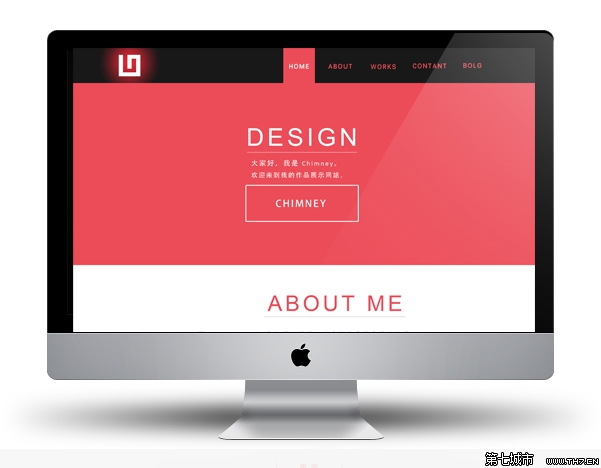 HOME ABOUT WORKS CONTANT BOLG
DESIGN
大家好，我是 Chimney。
欢迎来到我的作品展示网站。
CHIMNEY
ABOUT ME
第七城市 WWW.TH7.CN